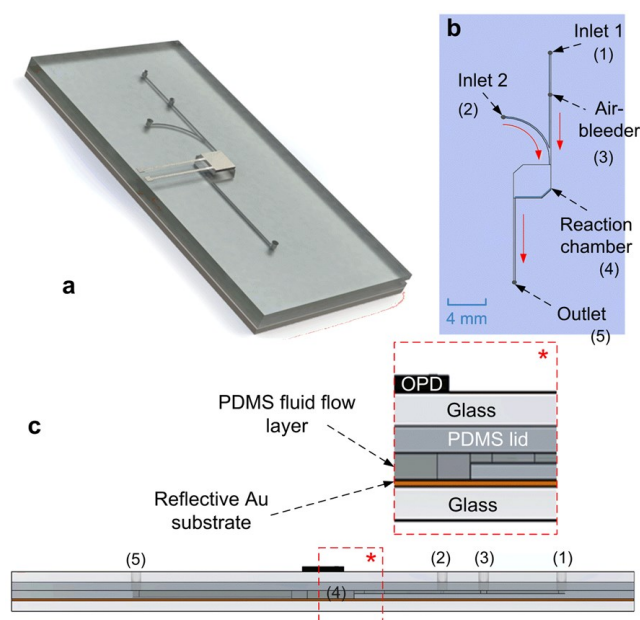 a
b
Inlet 1
(1)
Inlet 2
(2)
Air-
bleeder
(3)
Reaction
chamber
(4)
Outlet
(5)
4 mm
c
*
OPD
Glass
PDMS lid
PDMS fluid flow
layer
Reflective Au
substrate
Glass
(5)
*
(4)
(2)
(3)
(1)